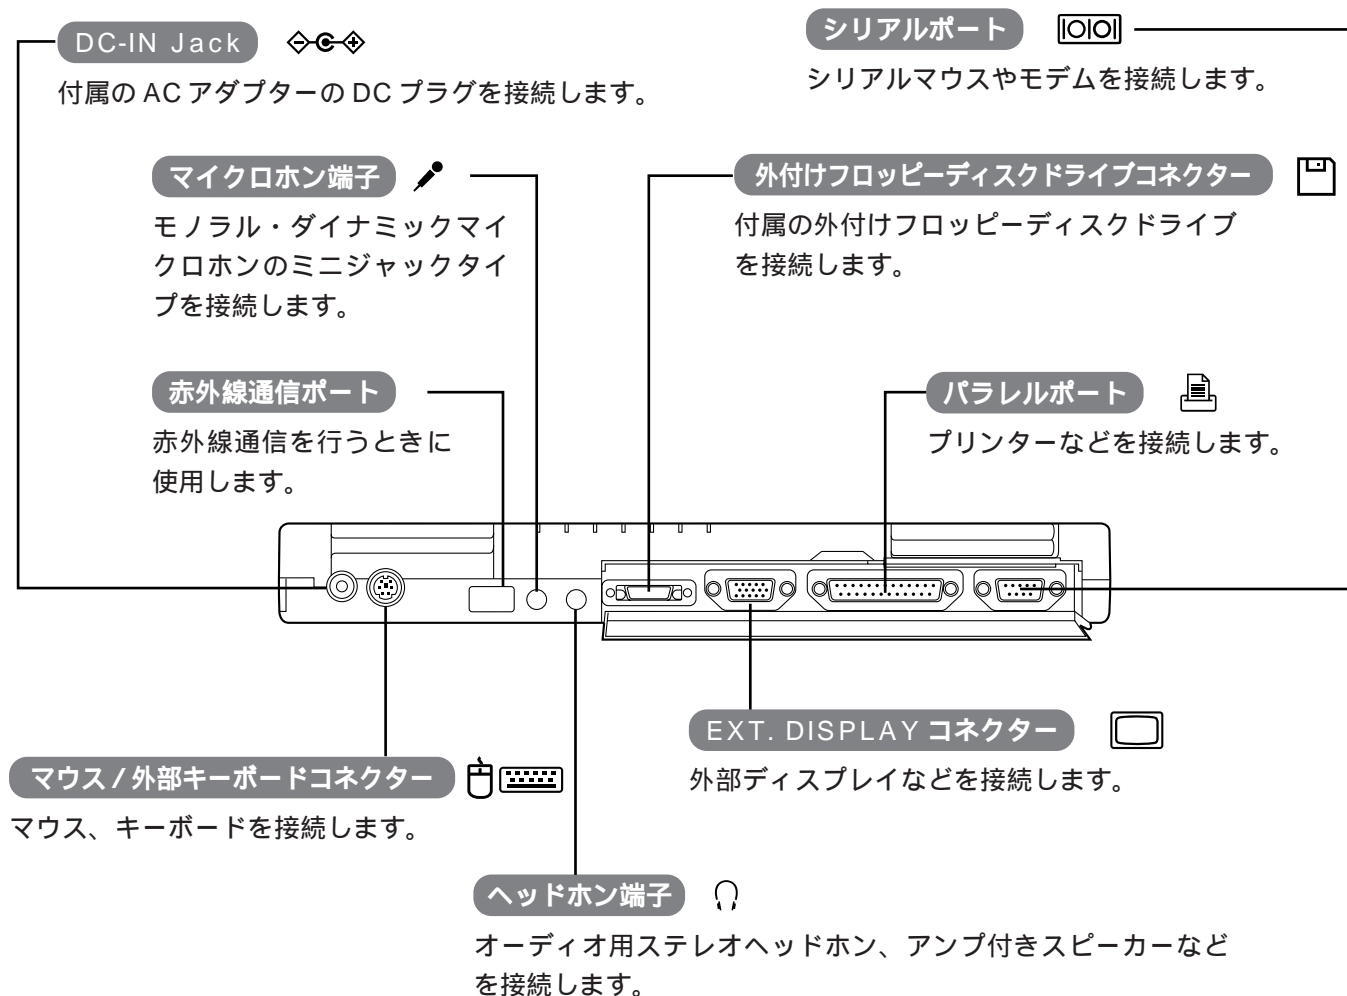 DC-IN Jack
付属の AC アダプターの DC プラグを接続します。
シリアルポート
シリアルマウスやモデムを接続します。
マイクロホン端子
モノラル・ダイナミックマイ
クロホンのミニジャックタイ
プを接続します。
外付けフロッピーディスクドライブコネクター
付属の外付けフロッピーディスクドライブ
を接続します。
赤外線通信ポート
赤外線通信を行うときに
使用します。
パラレルポート
プリンターなどを接続します。
EXT. DISPLAY コネクター
外部ディスプレイなどを接続します。
マウス / 外部キーボードコネクター
マウス、キーボードを接続します。
ヘッドホン端子
オーディオ用ステレオヘッドホン、アンプ付きスピーカーなど
を接続します。